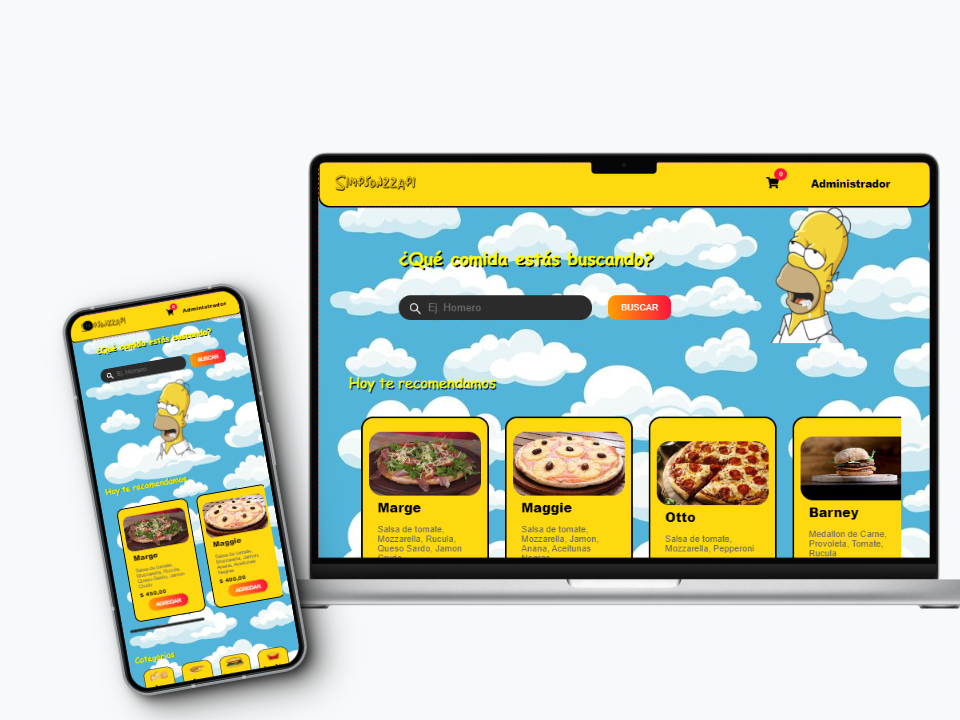 SIMPSONZZAPI
0
Administrador
¿Qué comida estás buscando?
Ej. Homero
BUSCAR
Hoy te recomendamos
Marge
Salsa de tomate,
Mozzarella, Rucula,
Queso Sardo, Jamon
Crudo
Maggie
Salsa de tomate,
Mozzarella, Jamon,
Anana, Aceitunas
Negras
Otto
Salsa de tomate,
Mozzarella, Pepperoni
Barney
Medallon de Carne,
Provoleta, Tomate,
Rucula
SIMPSONZZAPI
0
Administrador
¿Qué comida estás buscando?
Ej. Homero
BUSCAR
Hoy te recomendamos
Marge
Salsa de tomate,
Mozzarella, Rucula,
Queso Sardo, Jamon
Crudo
$ 450,00
AGREGAR
Maggie
Salsa de tomate,
Mozzarella, Jamon,
Anana, Aceitunas
Negras
$ 400,00
AGREGAR
Categorias